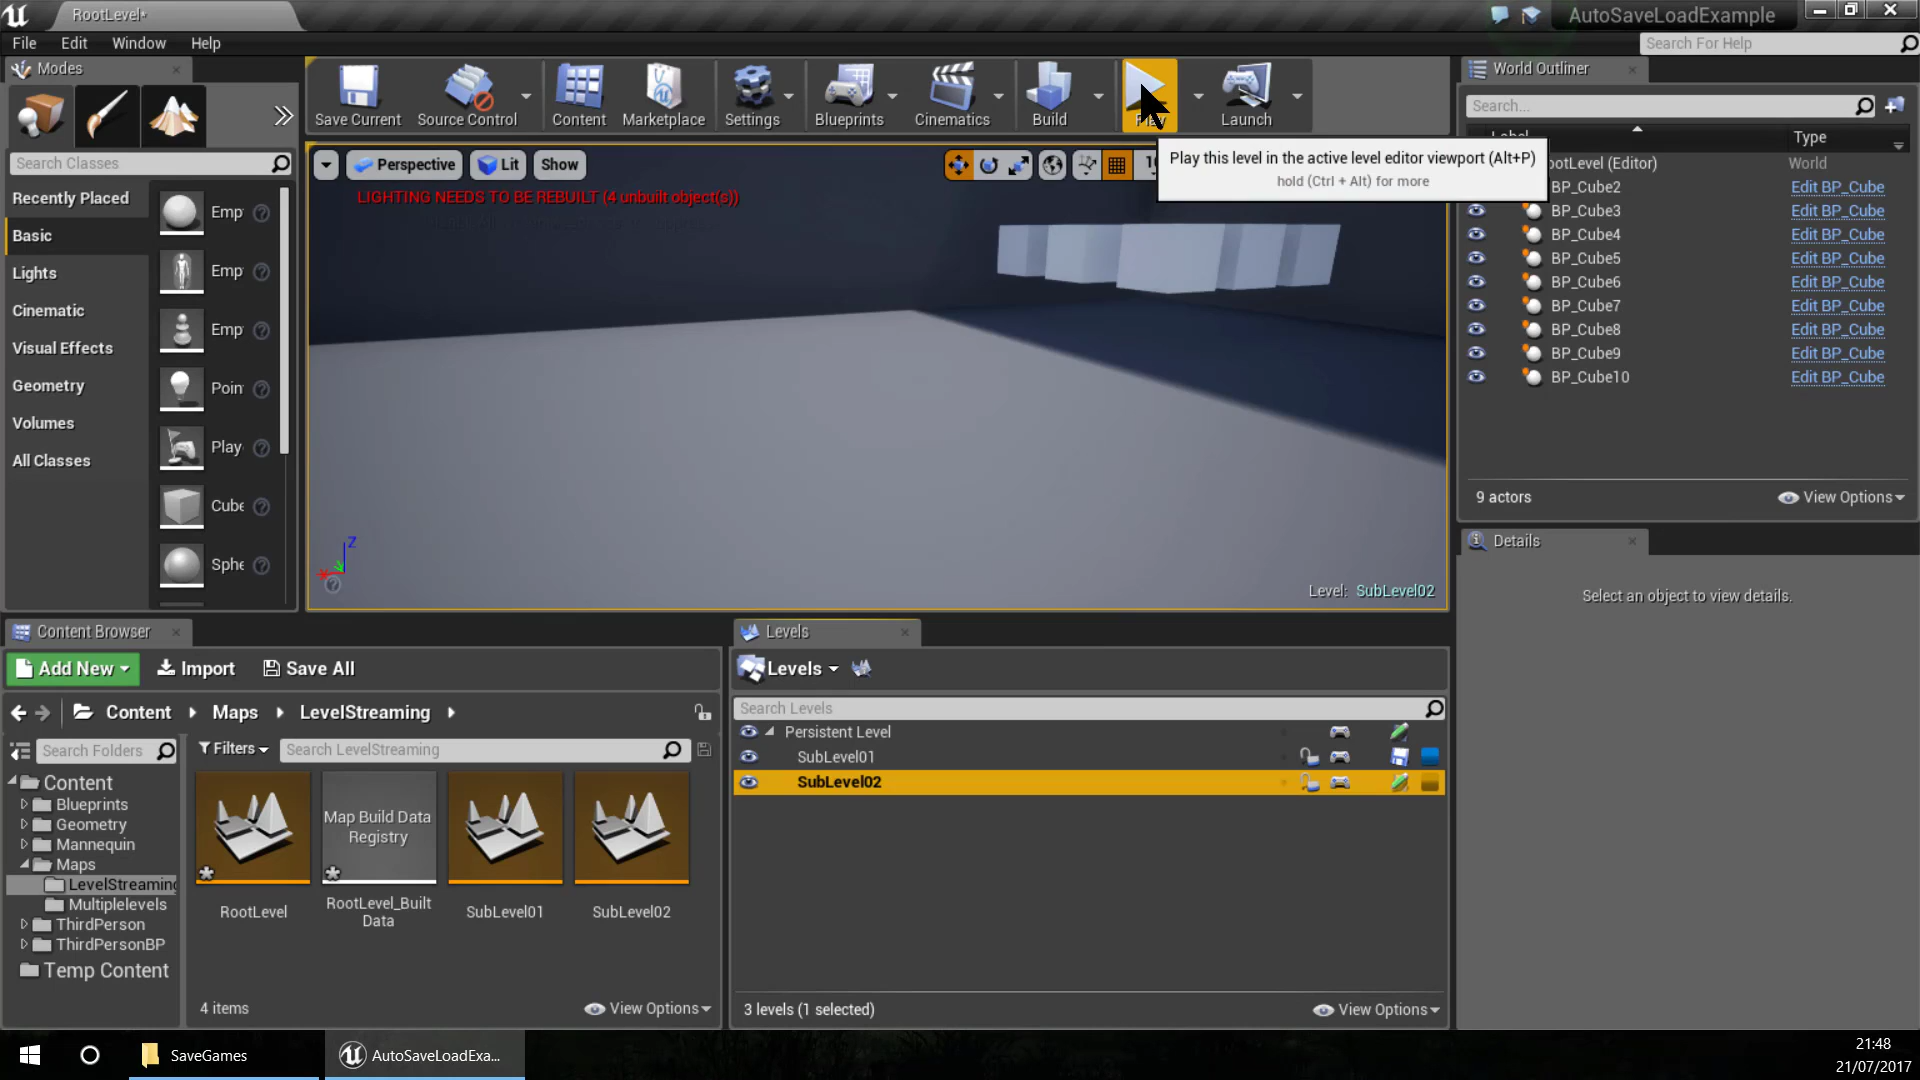 RootLevel*
AutoSaveLoadExample
File
Edit
Window
Help
Search For Help
Modes
Save Current
Source Control
Content
Marketplace
Settings
Blueprints
Cinematics
Build
Play
Launch
World Outliner
Search...
Label
Type
Search Classes
Perspective
Lit
Show
10
Play this level in the active level editor viewport (Alt+P)
hold (Ctrl + Alt) for more
LIGHTING NEEDS TO BE REBUILT (4 unbuilt object(s))
Recently Placed
Basic
Lights
Cinematic
Visual Effects
Geometry
Volumes
All Classes
Emp
Emp
Emp
Poin
Play
Cube
Sphe
ootLevel (Editor)
World
BP_Cube2
Edit BP_Cube
BP_Cube3
Edit BP_Cube
BP_Cube4
Edit BP_Cube
BP_Cube5
Edit BP_Cube
BP_Cube6
Edit BP_Cube
BP_Cube7
Edit BP_Cube
BP_Cube8
Edit BP_Cube
BP_Cube9
Edit BP_Cube
BP_Cube10
Edit BP_Cube
9 actors
View Options
Z
Level: SubLevel02
Details
Select an object to view details.
Content Browser
Add New
Import
Save All
Content
Maps
LevelStreaming
Search Folders
Filters
Search LevelStreaming
Content
Blueprints
Geometry
Mannequin
Maps
LevelStreaming
Multiplelevels
ThirdPerson
ThirdPersonBP
Temp Content
Map Build Data
Registry
RootLevel
RootLevel_Built
Data
SubLevel01
SubLevel02
4 items
View Options
Levels
Levels
Search Levels
Persistent Level
SubLevel01
SubLevel02
3 levels (1 selected)
View Options
SaveGames
AutoSaveLoadExa...
21:48
21/07/2017